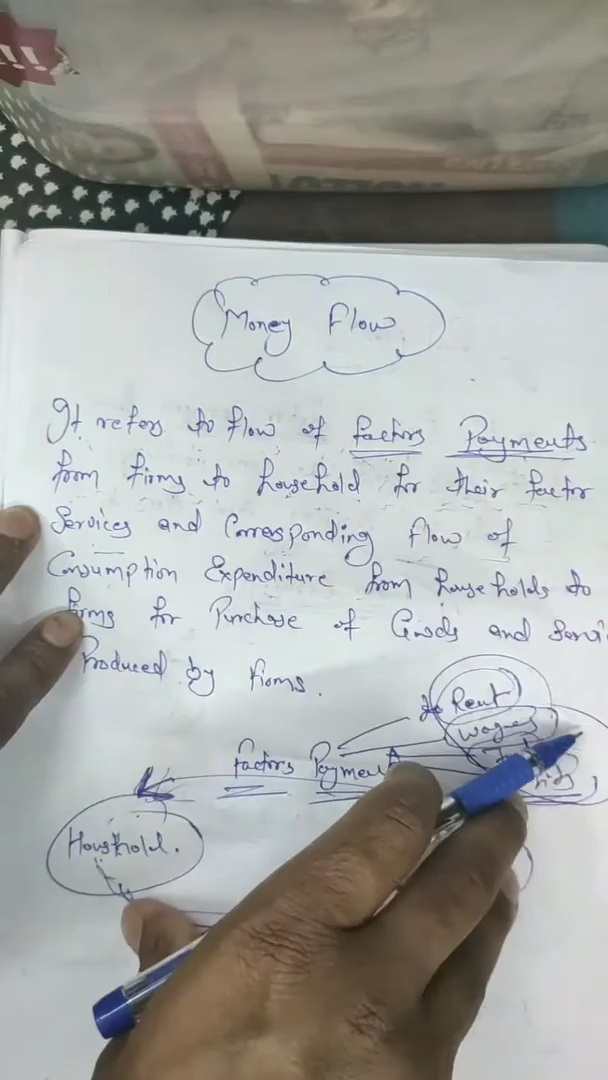 !!!
Money Flow
It refers to flow of factors Payments
from firms to household for their factor
Services and Corresponding flow of
Consumption Expenditure from households to
firms for Purchase of Goods and Servi
Produced by firms.
Rent
Wages
Factors Payment
Household.